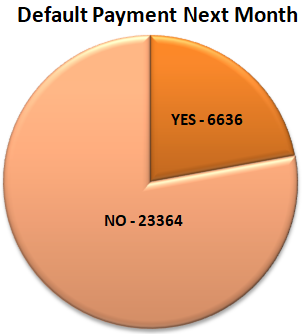 Default Payment Next Month
YES - 6636
NO - 23364